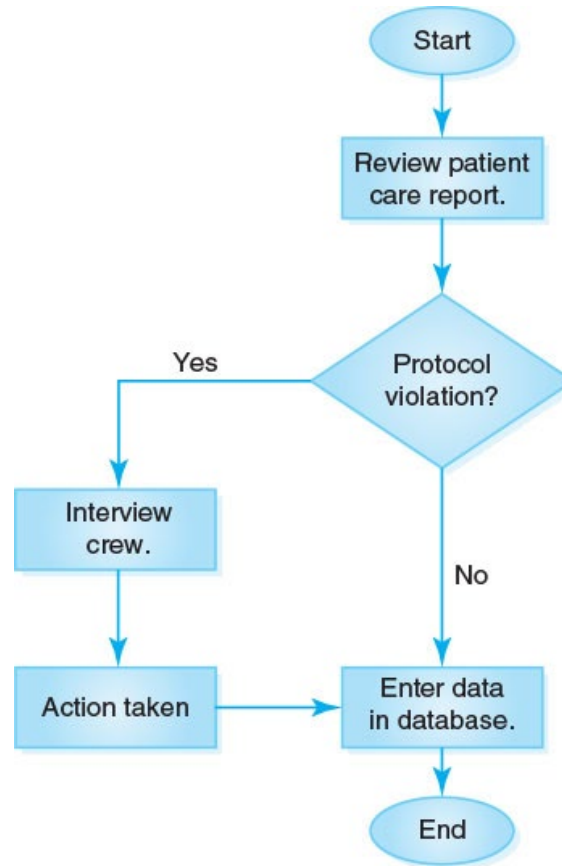 Start
Review patient
care report.
Protocol
violation?
Yes
Interview
crew.
No
Action taken
Enter data
in database.
End